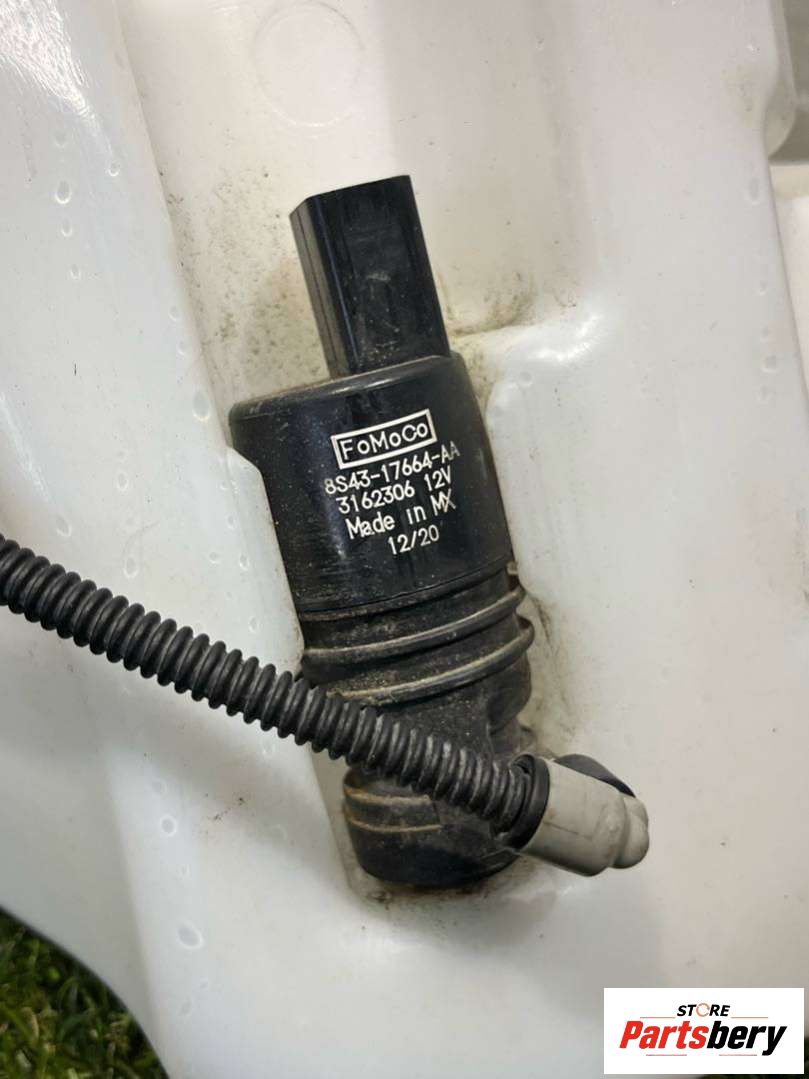 FoMoCo
8S43-17664-AA
3162306 12V
Made in MX
12/20
STORE
Partsbery